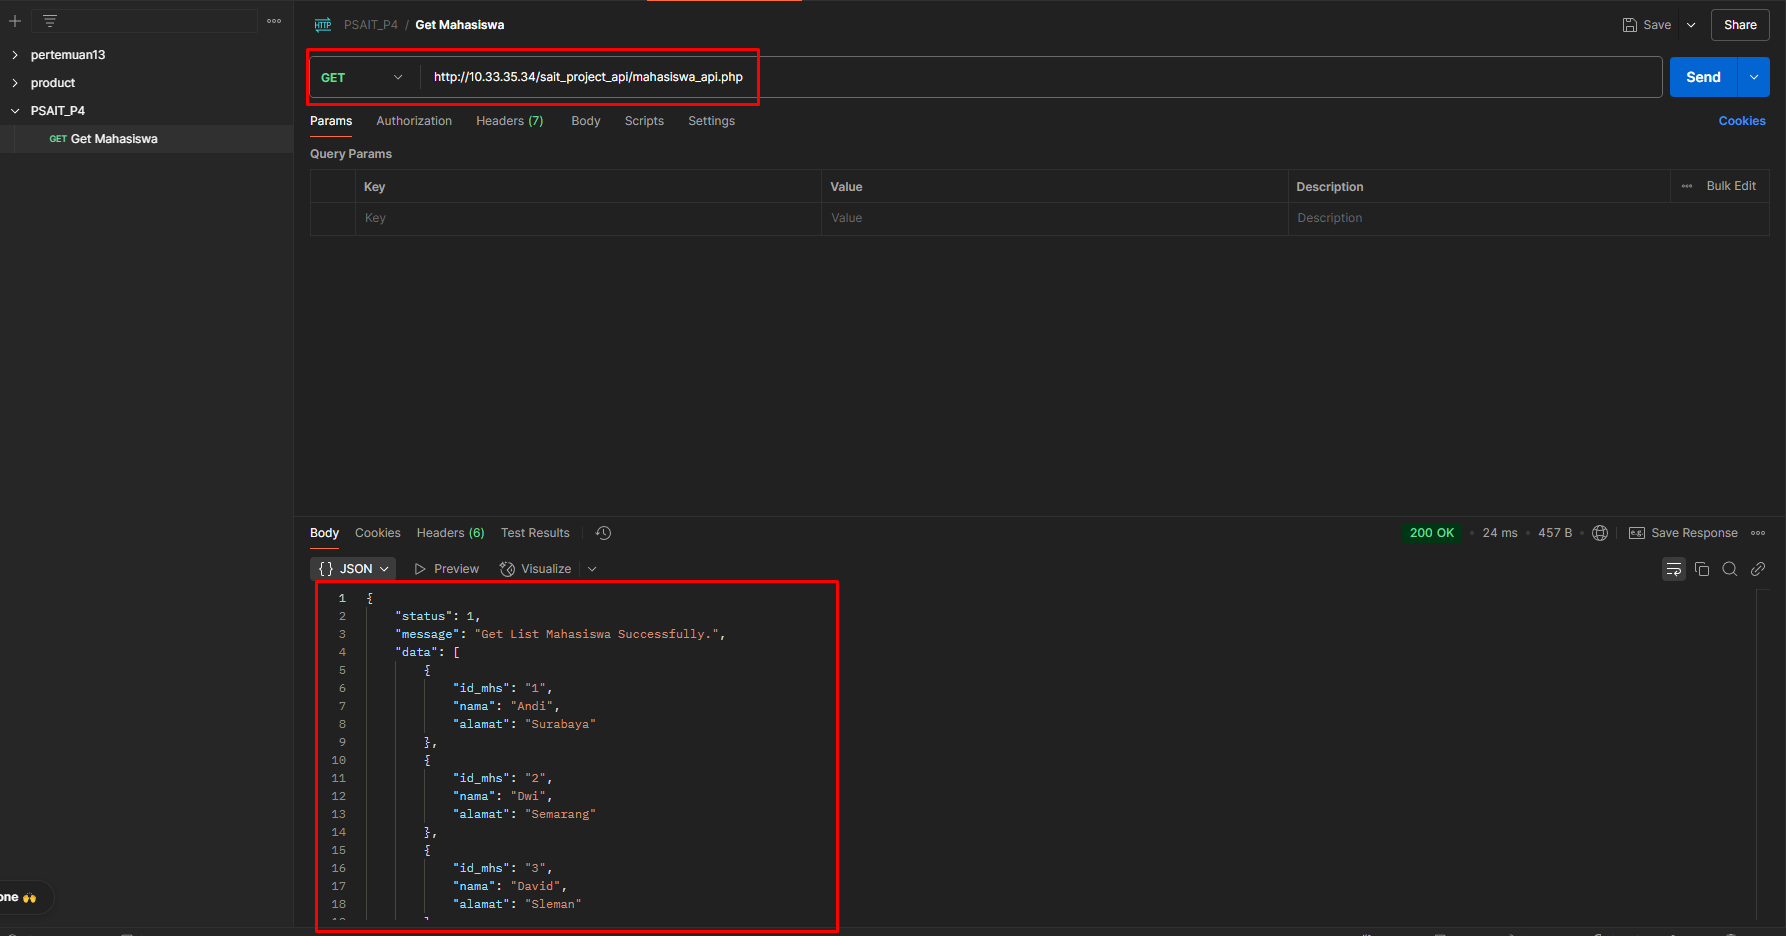 PSAIT_P4 / Get Mahasiswa
Save
Share
pertemuan13
product
PSAIT_P4
GET Get Mahasiswa
GET http://10.33.35.34/sait_project_api/mahasiswa_api.php
Send
Params Authorization Headers (7) Body Scripts Settings
Cookies
Query Params
Key Value Description Bulk Edit
Key Value Description
Body Cookies Headers (6) Test Results
200 OK • 24 ms • 457 B • Save Response
{} JSON Preview Visualize
1 {
2 "status": 1,
3 "message": "Get List Mahasiswa Successfully.",
4 "data": [
5 {
6 "id_mhs": "1",
7 "nama": "Andi",
8 "alamat": "Surabaya"
9 },
10 {
11 "id_mhs": "2",
12 "nama": "Dwi",
13 "alamat": "Semarang"
14 },
15 {
16 "id_mhs": "3",
17 "nama": "David",
18 "alamat": "Sleman"